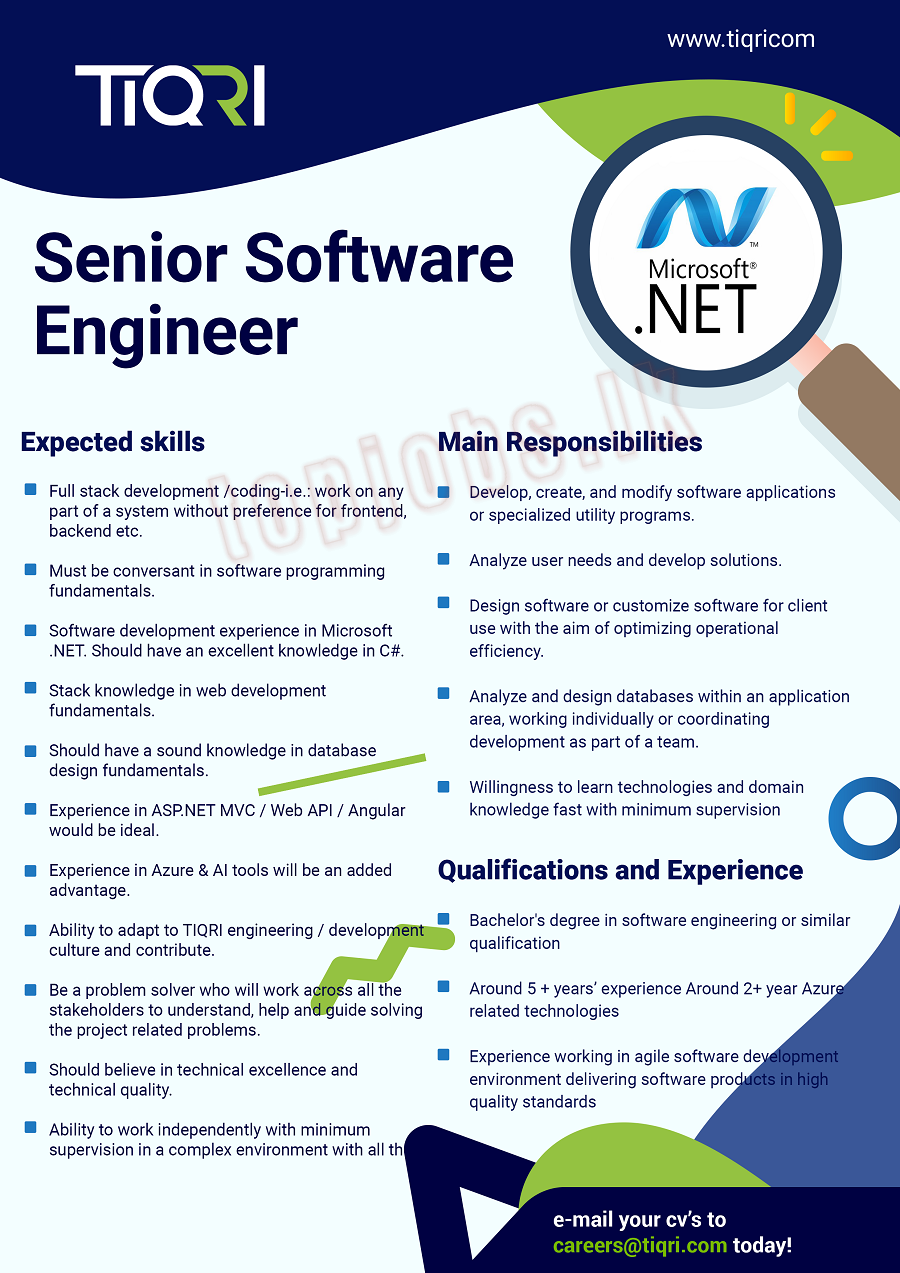 www.tiqricom
TIQRI
Microsoft®
.NET
TM
Senior Software
Engineer
topjobs.lk
Expected skills
Full stack development /coding-i.e.: work on any
part of a system without preference for frontend,
backend etc.
Must be conversant in software programming
fundamentals.
Software development experience in Microsoft
.NET. Should have an excellent knowledge in C#.
Stack knowledge in web development
fundamentals.
Should have a sound knowledge in database
design fundamentals.
Experience in ASP.NET MVC / Web API / Angular
would be ideal.
Experience in Azure & AI tools will be an added
advantage.
Ability to adapt to TIQRI engineering / development
culture and contribute.
Be a problem solver who will work across all the
stakeholders to understand, help and guide solving
the project related problems.
Should believe in technical excellence and
technical quality.
Ability to work independently with minimum
supervision in a complex environment with all
Main Responsibilities
Develop, create, and modify software applications
or specialized utility programs.
Analyze user needs and develop solutions.
Design software or customize software for client
use with the aim of optimizing operational
efficiency.
Analyze and design databases within an application
area, working individually or coordinating
development as part of a team.
Willingness to learn technologies and domain
knowledge fast with minimum supervision
Qualifications and Experience
Bachelor's degree in software engineering or similar
qualification
Around 5 + years’ experience Around 2+ year Azure
related technologies
Experience working in agile software development
environment delivering software products in high
quality standards
e-mail your cv’s to
careers@tiqri.com today!